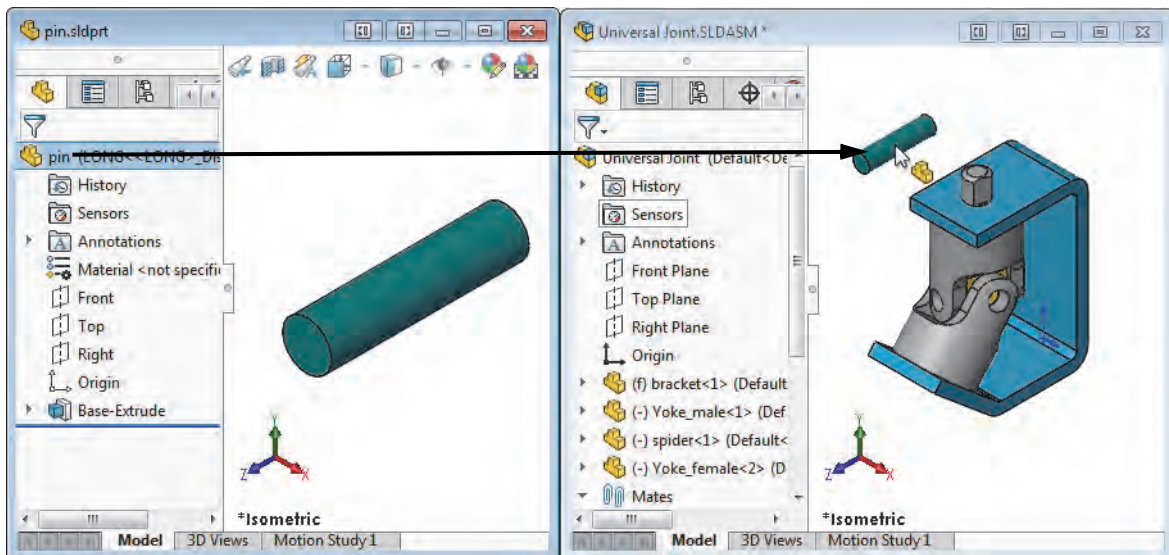 pin.sldprt
pin (LONG<<LONG>_Dis
History
Sensors
Annotations
Material <not specifi
Front
Top
Right
Origin
Base-Extrude
Y
Z
X
*Isometric
Model
3D Views
Motion Study 1
Universal Joint.SLDASM *
Universal Joint (Default<De
History
Sensors
Annotations
Front Plane
Top Plane
Right Plane
Origin
(f) bracket<1> (Default
(-) Yoke_male<1> (Def
(-) spider<1> (Default<
(-) Yoke_female<2> (D
Mates
Y
Z
X
*Isometric
Model
3D Views
Motion Study 1